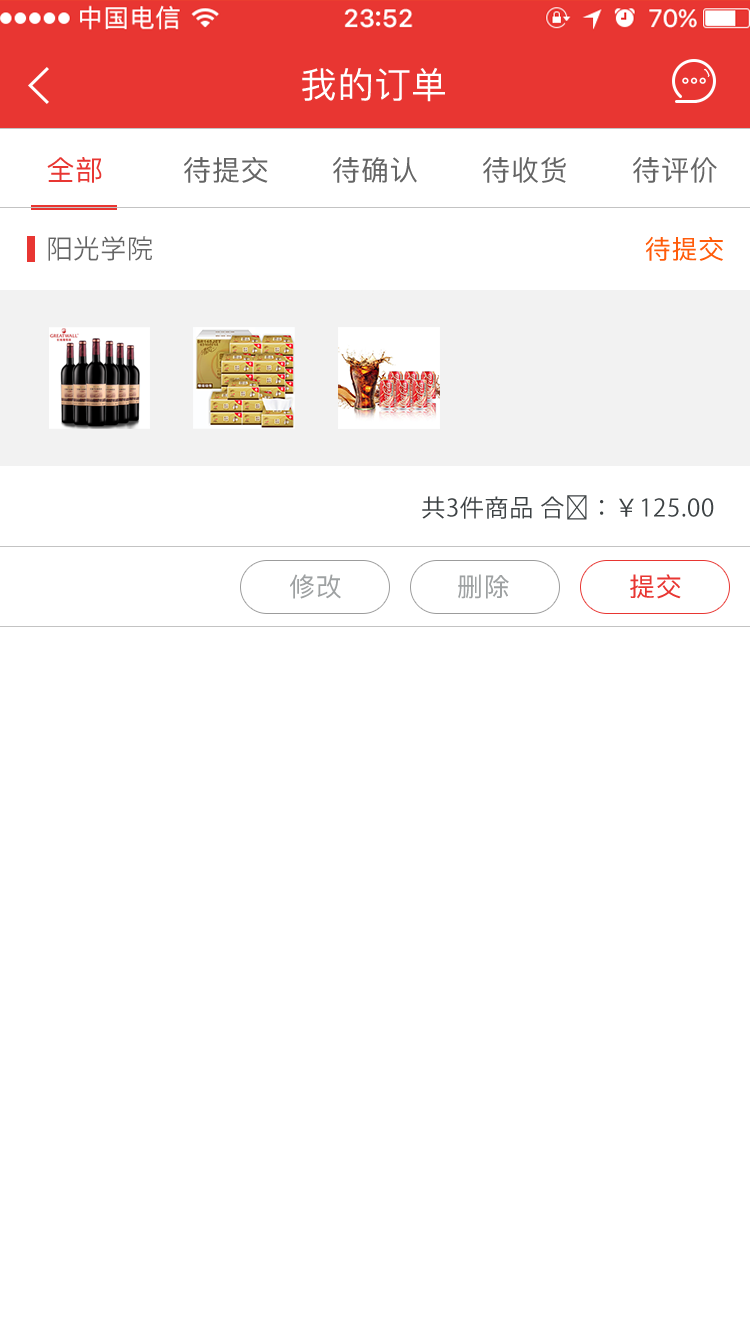 中国电信 23:52 70%
我的订单
全部 待提交 待确认 待收货 待评价
阳光学院 待提交
GREATWALL
共3件商品 合：￥125.00
修改 删除 提交